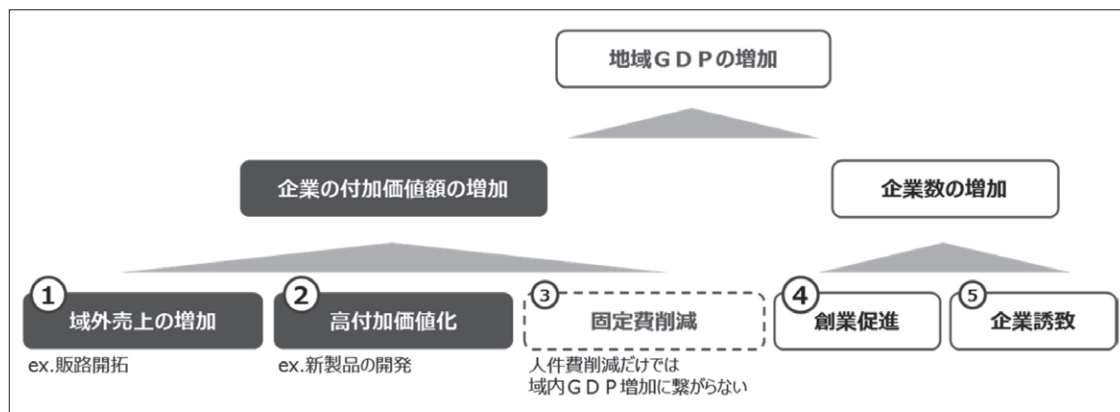 地域ＧＤＰの増加
企業の付加価値額の増加
企業数の増加
①
域外売上の増加
ex.販路開拓
②
高付加価値化
ex.新製品の開発
③
固定費削減
人件費削減だけでは
域内ＧＤＰ増加に繋がらない
④
創業促進
⑤
企業誘致